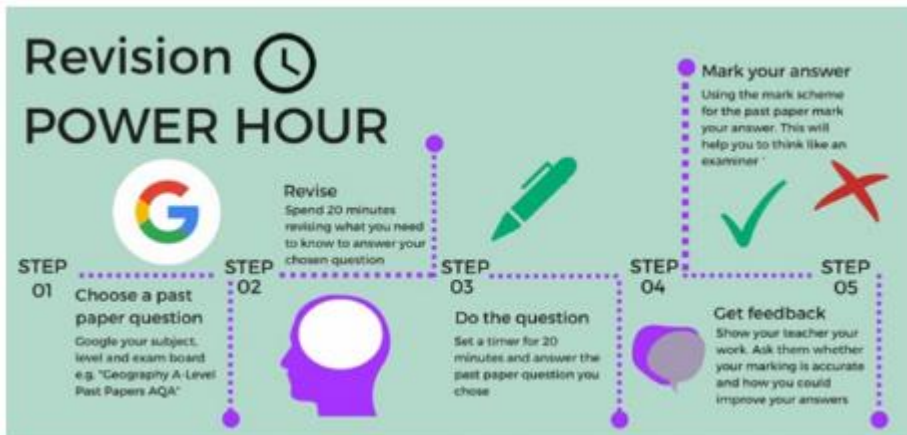 Revision
POWER HOUR
STEP
01
Choose a past
paper question
Google your subject,
level and exam board
e.g. "Geography A-Level
Past Papers AQA"
STEP
02
Revise
Spend 20 minutes
revising what you need
to know to answer your
chosen question
STEP
03
Do the question
Set a timer for 20
minutes and answer the
past paper question you
chose
STEP
04
Mark your answer
Using the mark scheme
for the past paper mark
your answer. This will
help you to think like an
examiner '
STEP
05
Get feedback
Show your teacher your
work. Ask them whether
your marking is accurate
and how you could
improve your answers